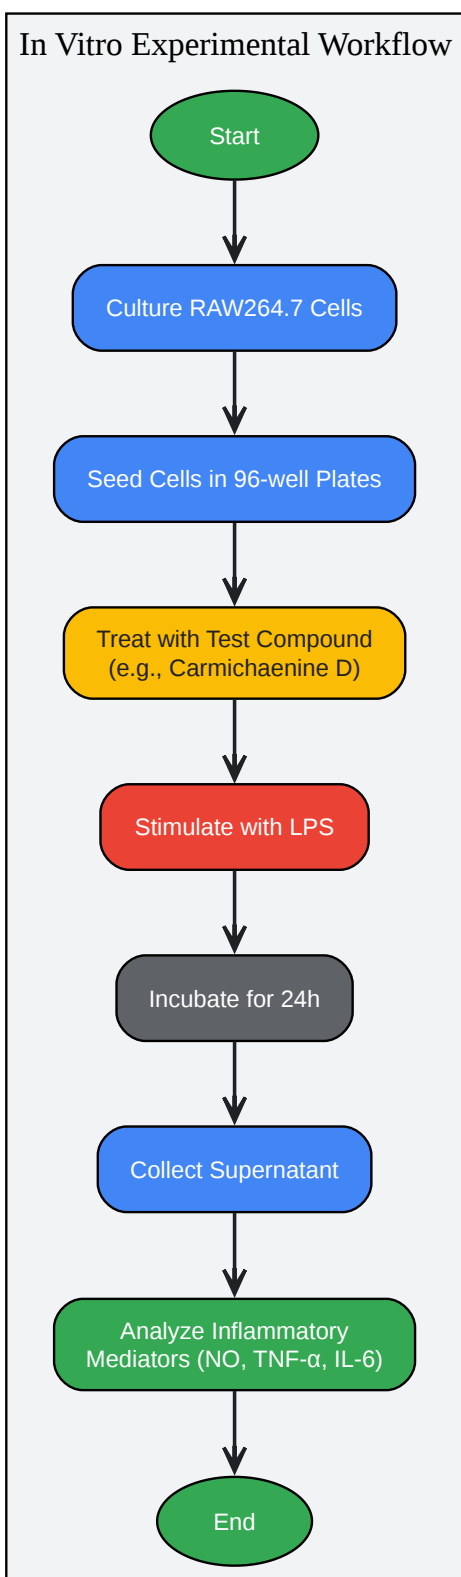 In Vitro Experimental Workflow
Start
Culture RAW264.7 Cells
Seed Cells in 96-well Plates
Treat with Test Compound
(e.g., Carmichaenine D)
Stimulate with LPS
Incubate for 24h
Collect Supernatant
Analyze Inflammatory
Mediators (NO, TNF-α, IL-6)
End